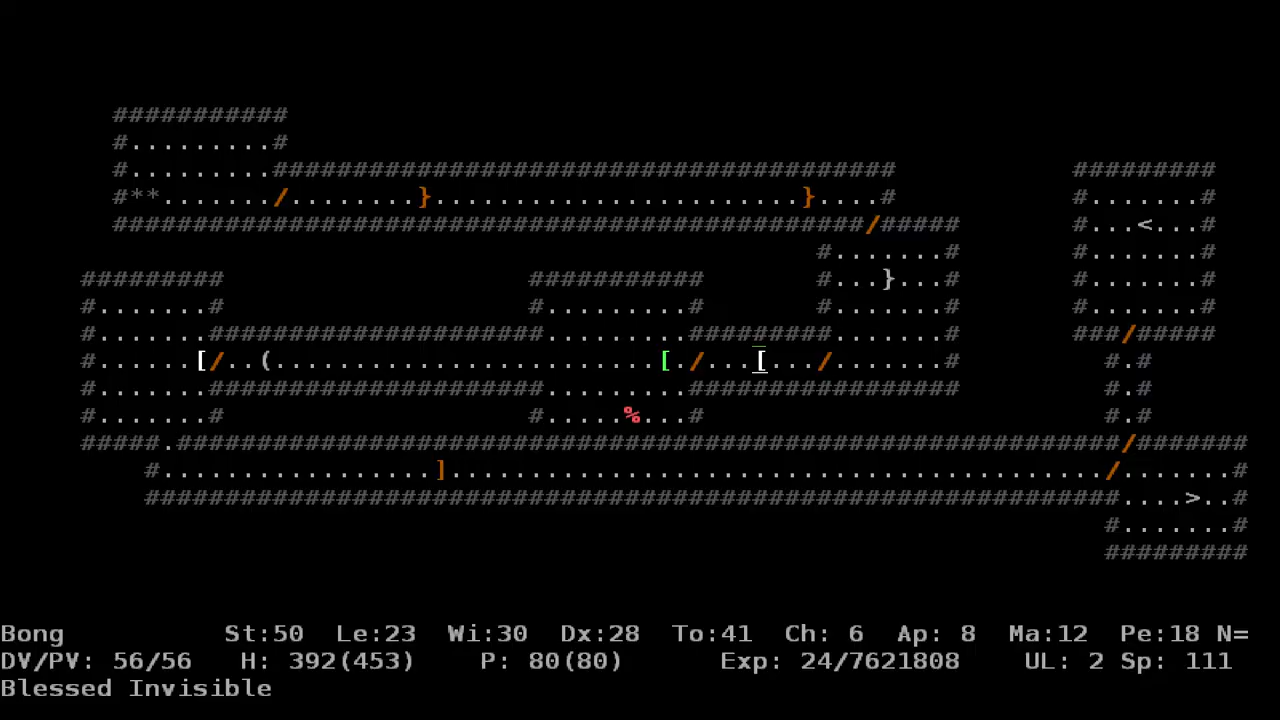 Bong St:50 Le:23 Wi:30 Dx:28 To:41 Ch: 6 Ap: 8 Ma:12 Pe:18 N=
DV/PV: 56/56 H: 392(453) P: 80(80) Exp: 24/7621808 UL: 2 Sp: 111
Blessed Invisible